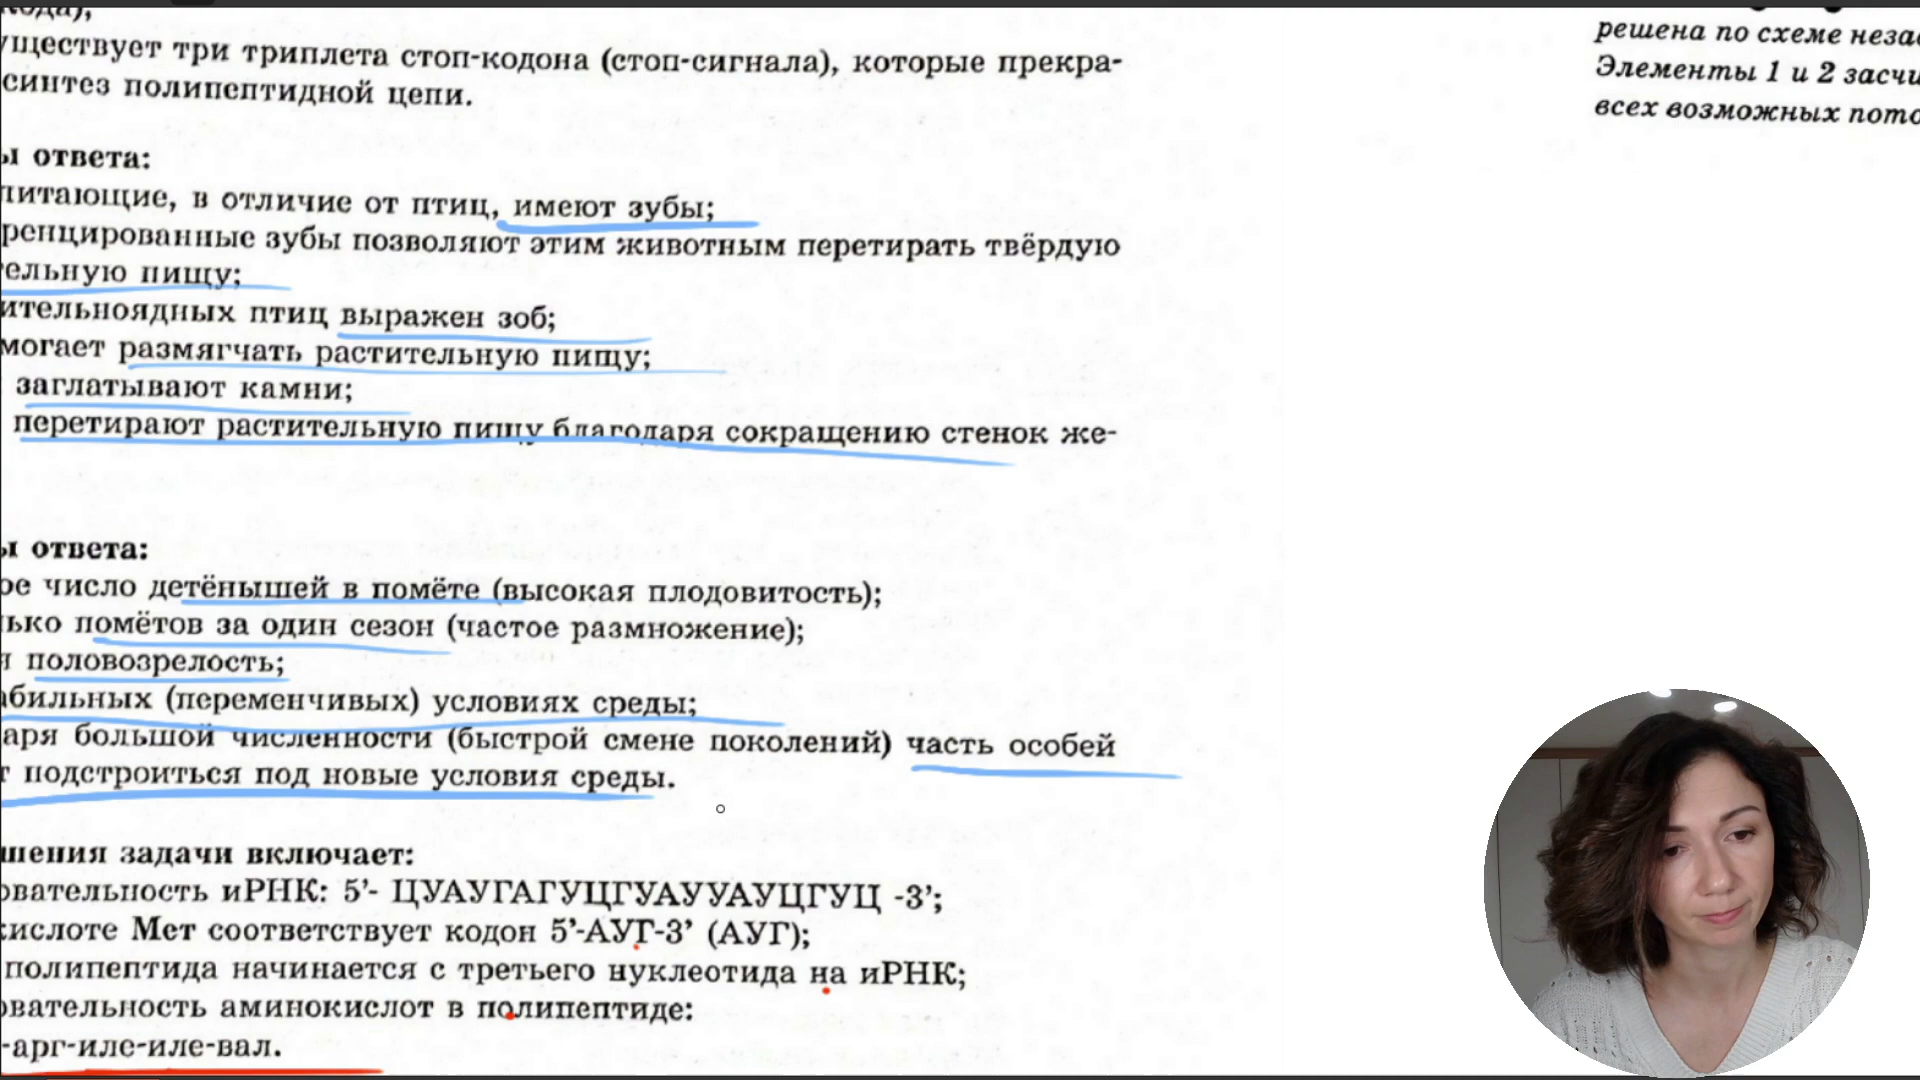 кода),
уществует три триплета стоп-кодона (стоп-сигнала), которые прекра-
синтез полипептидной цепи.
ы ответа:
питающие, в отличие от птиц, имеют зубы;
ренцированные зубы позволяют этим животным перетирать твёрдую
ельную пищу;
ительноядных птиц выражен зоб;
могает размягчать растительную пищу;
заглатывают камни;
перетирают растительную пищу благодаря сокращению стенок же-
ы ответа:
ое число детёнышей в помёте (высокая плодовитость);
ько помётов за один сезон (частое размножение);
я половозрелость;
абильных (переменчивых) условиях среды;
аря большой численности (быстрой смене поколений) часть особей
т подстроиться под новые условия среды.
шения задачи включает:
овательность иРНК: 5’- ЦУАУГАГУЦГУАУУАУЦГУЦ -3’;
кислоте Мет соответствует кодон 5’-АУГ-3’ (АУГ);
полипептида начинается с третьего нуклеотида на иРНК;
овательность аминокислот в полипептиде:
-арг-иле-иле-вал.
решена по схеме неза
Элементы 1 и 2 засчи
всех возможных пото